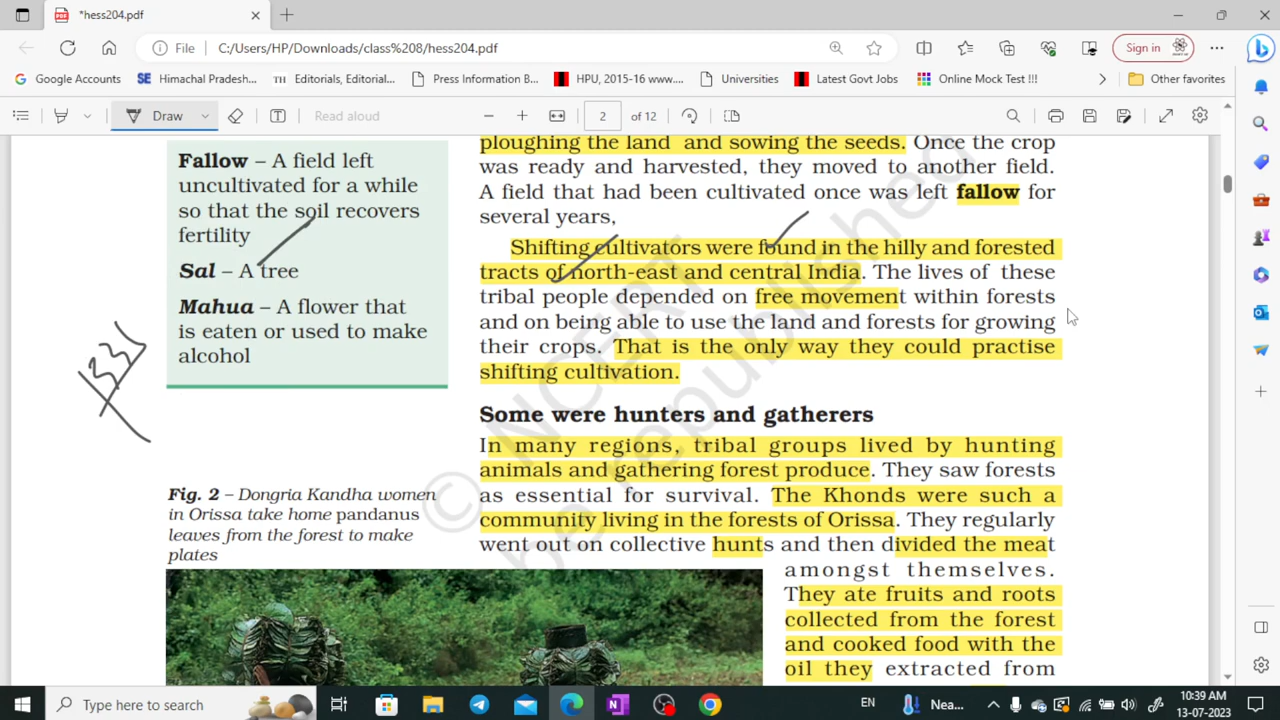 *hess204.pdf
File
C:/Users/HP/Downloads/class%208/hess204.pdf
Sign in
Google Accounts
Himachal Pradesh...
Editorials, Editorial...
Press Information B...
HPU, 2015-16 www....
Universities
Latest Govt Jobs
Online Mock Test !!!
Other favorites
Draw
Read aloud
2
of 12
Fallow – A field left
uncultivated for a while
so that the soil recovers
fertility
Sal – A tree
Mahua – A flower that
is eaten or used to make
alcohol
Fig. 2 – Dongria Kandha women
in Orissa take home pandanus
leaves from the forest to make
plates
ploughing the land and sowing the seeds. Once the crop
was ready and harvested, they moved to another field.
A field that had been cultivated once was left fallow for
several years,
Shifting cultivators were found in the hilly and forested
tracts of north-east and central India. The lives of these
tribal people depended on free movement within forests
and on being able to use the land and forests for growing
their crops. That is the only way they could practise
shifting cultivation.
Some were hunters and gatherers
In many regions, tribal groups lived by hunting
animals and gathering forest produce. They saw forests
as essential for survival. The Khonds were such a
community living in the forests of Orissa. They regularly
went out on collective hunts and then divided the meat
amongst themselves.
They ate fruits and roots
collected from the forest
and cooked food with the
oil they extracted from
© NCERT
be republished
Type here to search
EN
Nea...
10:39 AM
13-07-2023